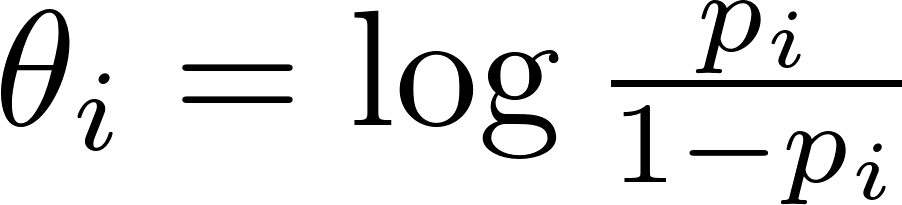 θ_i = log p_i / (1−p_i)